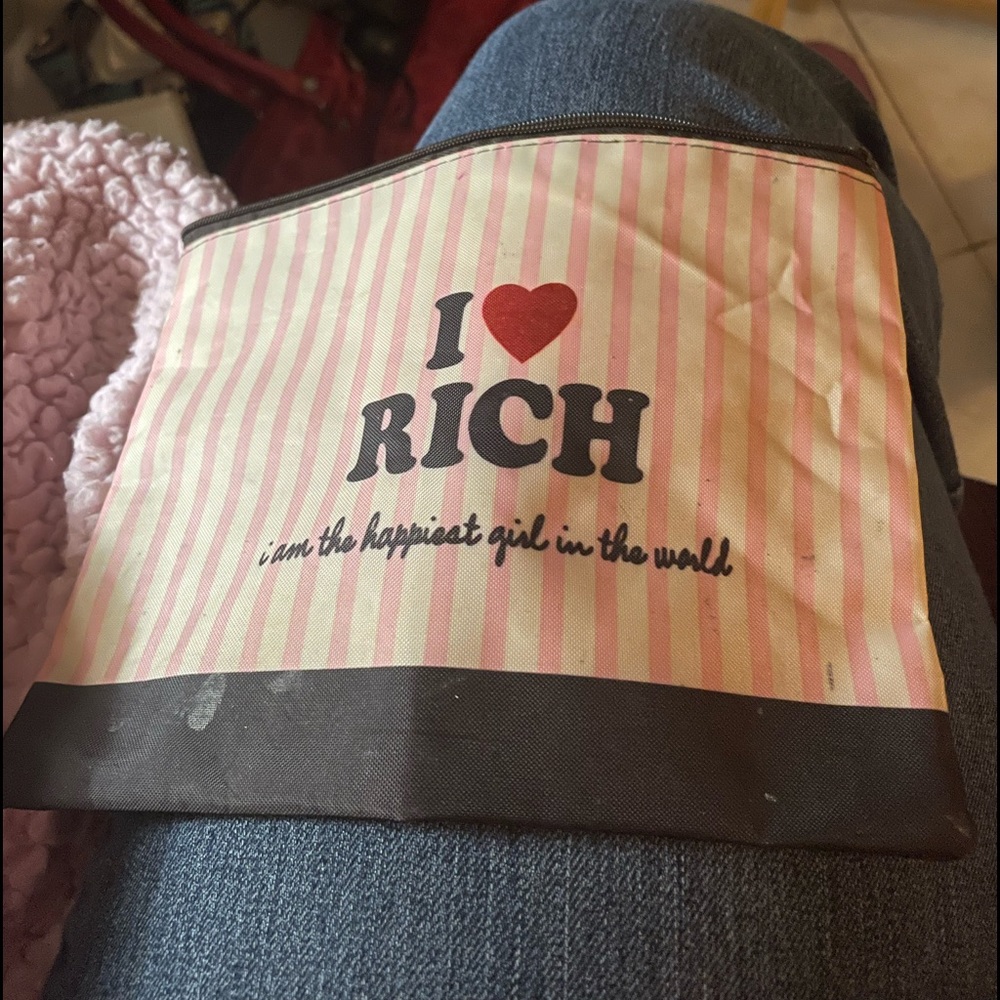 I ❤
RICH
i am the happiest girl in the world